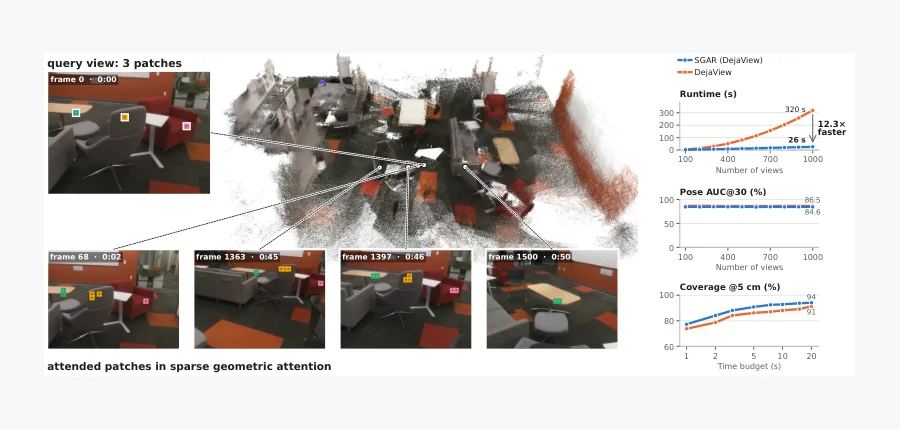 query view: 3 patches
frame 0 · 0:00
frame 68 · 0:02
frame 1363 · 0:45
frame 1397 · 0:46
frame 1500 · 0:50
attended patches in sparse geometric attention
SGAR (DejaView)
DejaView
Runtime (s)
300
200
100
0
320 s
26 s
12.3×
faster
100 400 700 1000
Number of views
Pose AUC@30 (%)
100
50
0
86.5
84.6
100 400 700 1000
Number of views
Coverage @5 cm (%)
100
80
60
94
91
1 2 5 10 20
Time budget (s)